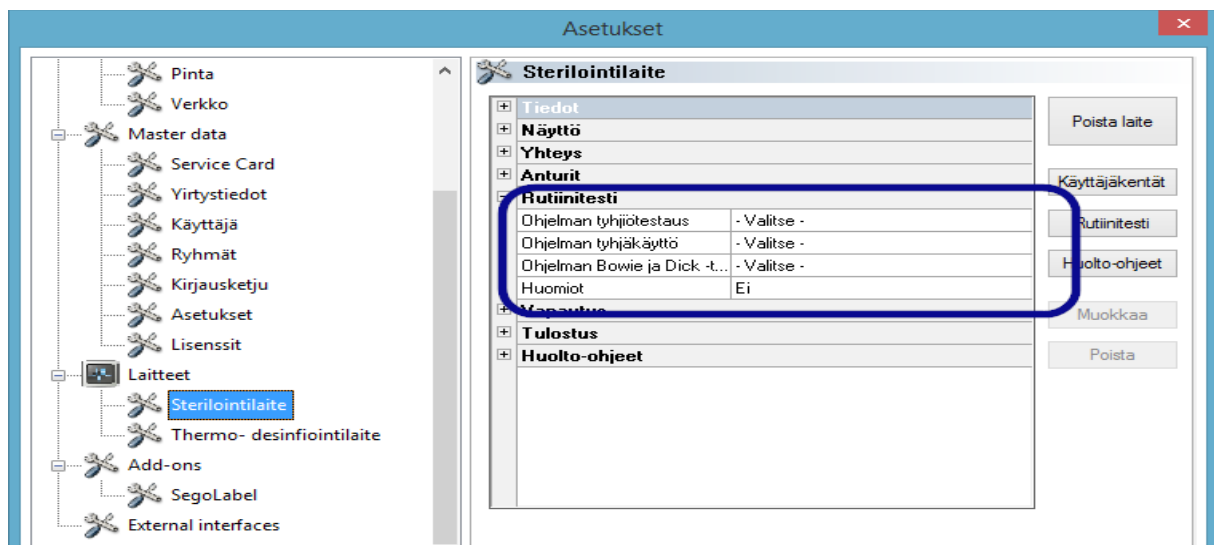 Asetukset
Pinta
Verkko
Master data
Service Card
Yirtystiedot
Käyttäjä
Ryhmät
Kirjausketju
Asetukset
Lisenssit
Laitteet
Sterilointilaite
Thermo- desinfiointilaite
Add-ons
SegoLabel
External interfaces
Sterilointilaite
Tiedot
Näyttö
Yhteys
Anturit
Rutiinitesti
Ohjelman tyhjiötestaus - Valitse -
Ohjelman tyhjäkäyttö - Valitse -
Ohjelman Bowie ja Dick -t... - Valitse -
Huomiot Ei
Vapautus
Tulostus
Huolto-ohjeet
Poista laite
Käyttäjäkentät
Rutiinitesti
Huolto-ohjeet
Muokkaa
Poista